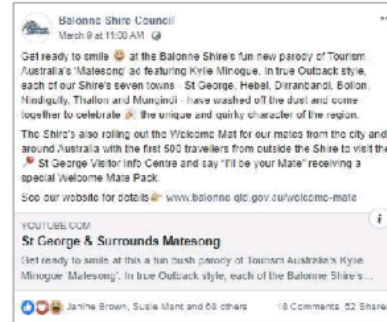 Balonne Shire Council
March 9 at 11:00 AM
Get ready to smile 😀 at the Balonne Shire's fun new parody of Tourism
Australia's 'Matesong' ad featuring Kylie Minogue. In true Outback style,
each of our Shire's seven towns - St George, Hebel, Dirranbandi, Bollon,
Nindigully, Thallon and Mungindi - have washed off the dust and come
together to celebrate 🎉 the unique and quirky character of the region.
The Shire's also rolling out the Welcome Mat for our mates from the city and
around Australia with the first 500 travellers from outside the Shire to visit the
📍 St George Visitor Info Centre and say "I'll be your Mate" receiving a
special Welcome Mate Pack.
See our website for details 👉 www.balonne.qld.gov.au/welcome-mate
YOUTUBE.COM
St George & Surrounds Matesong
Get ready to smile at this a fun bush parody of Tourism Australia's Kylie
Minogue 'Matesong'. In true Outback style, each of the Balonne Shire's...
Janine Brown, Susie Mant and 68 others 18 Comments 62 Share